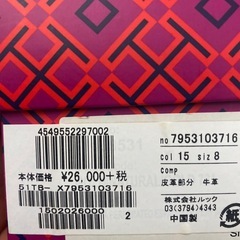 4549552297002
本体価格 ¥26,000+税
51TB- X7953103716
1502026000 2
no 7953103716
col 15 siz 8
comp
皮革部分 牛革
株式会社ルック
03(3794)4343
中国製
紙